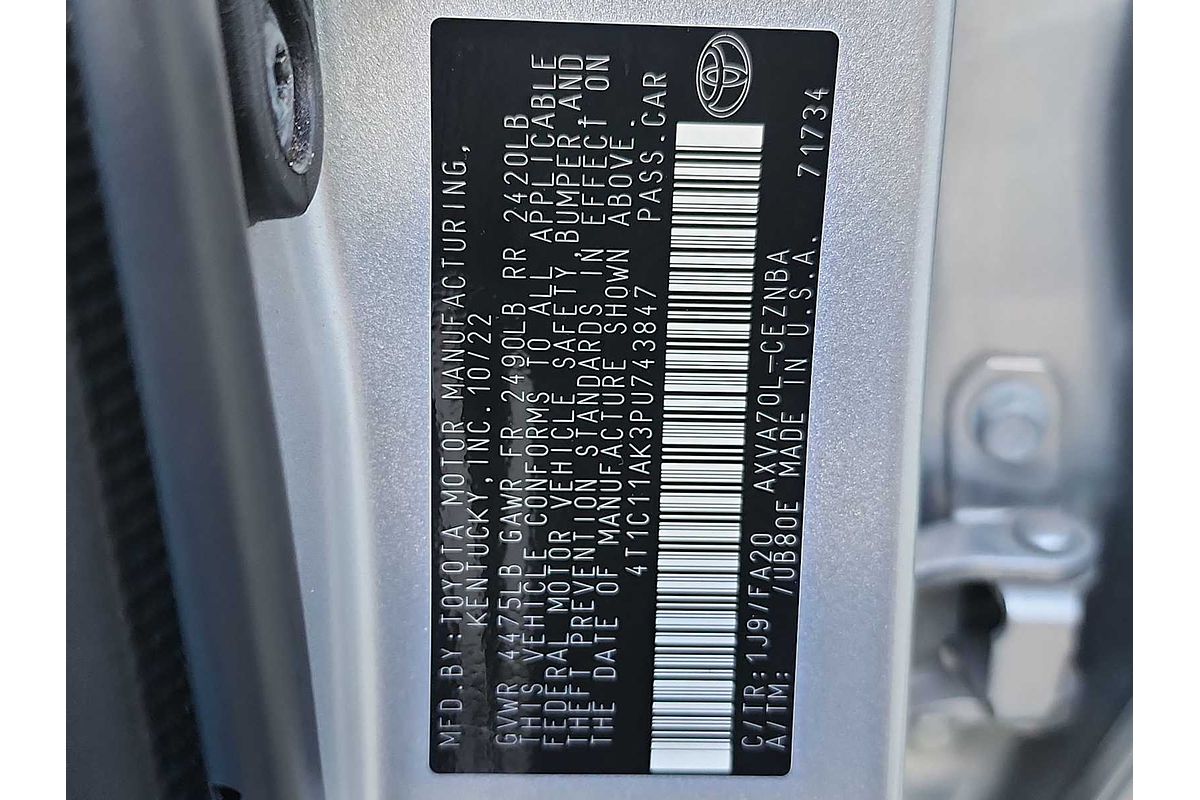 MFD.BY:TOYOTA MOTOR MANUFACTURING,
KENTUCKY,INC. 10/22
GVWR 4475LB GAWR FR 2490LB RR 2420LB
THIS VEHICLE CONFORMS TO ALL APPLICABLE
FEDERAL MOTOR VEHICLE SAFETY,BUMPER,AND
THEFT PREVENTION STANDARDS IN EFFECT ON
THE DATE OF MANUFACTURE SHOWN ABOVE.
4T1C11AK3PU743847 PASS.CAR
C/TR:1J9/FA20 AXVA70L-CEZNBA
A/TM: /UB80E MADE IN U.S.A. 71734